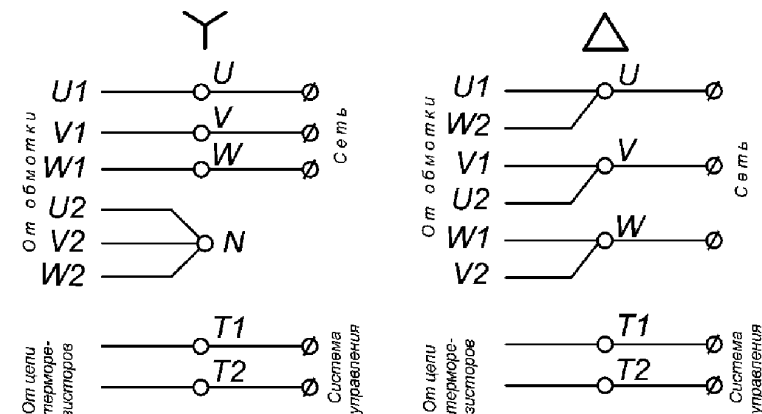 U1
U
V1
V
W1
W
U2
V2
N
W2
От обмотки
Сеть
T1
T2
От цепи
терморе-
зисторов
Система
управления
U1
U
W2
V1
V
U2
W1
W
V2
От обмотки
Сеть
T1
T2
От цепи
терморе-
зисторов
Система
управления